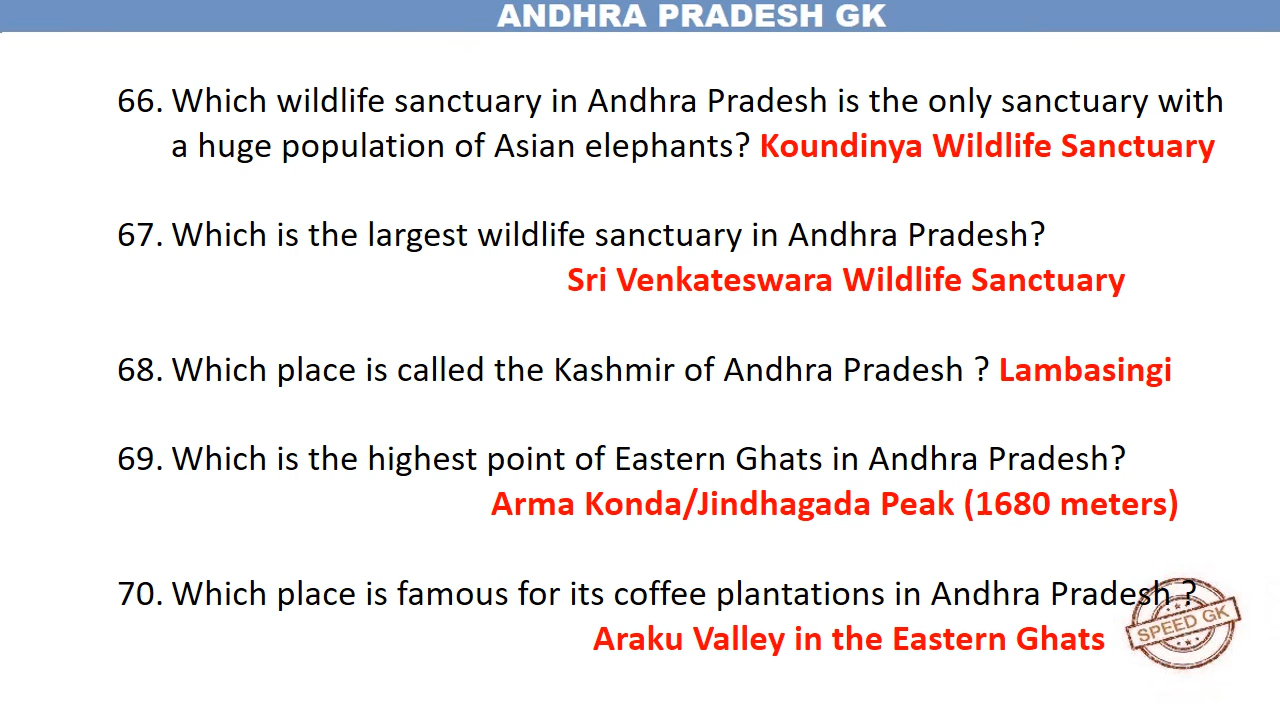 ANDHRA PRADESH GK
66. Which wildlife sanctuary in Andhra Pradesh is the only sanctuary with
a huge population of Asian elephants? Koundinya Wildlife Sanctuary
67. Which is the largest wildlife sanctuary in Andhra Pradesh?
Sri Venkateswara Wildlife Sanctuary
68. Which place is called the Kashmir of Andhra Pradesh ? Lambasingi
69. Which is the highest point of Eastern Ghats in Andhra Pradesh?
Arma Konda/Jindhagada Peak (1680 meters)
70. Which place is famous for its coffee plantations in Andhra Pradesh ?
Araku Valley in the Eastern Ghats
SPEED GK